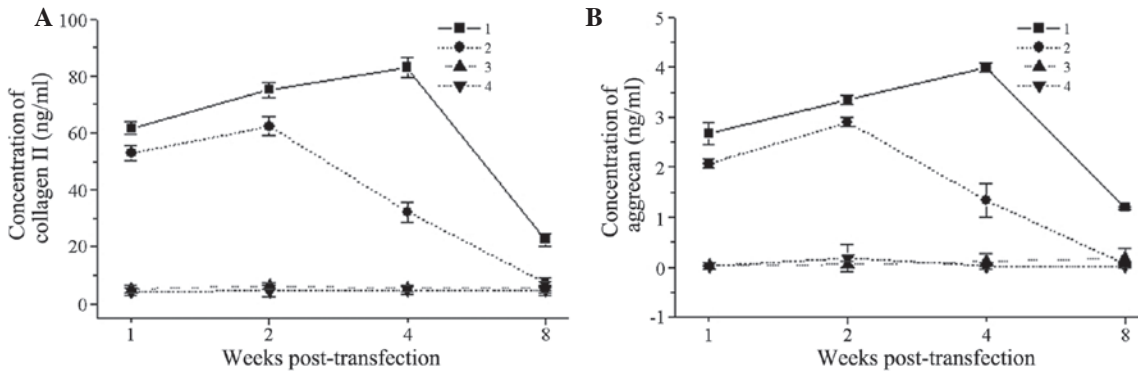 A
100
80
60
40
20
0
Concentration of
collagen II (ng/ml)
1
2
3
4
1 2 4 8
Weeks post-transfection
B
5
4
3
2
1
0
-1
Concentration of
aggrecan (ng/ml)
1
2
3
4
1 2 4 8
Weeks post-transfection